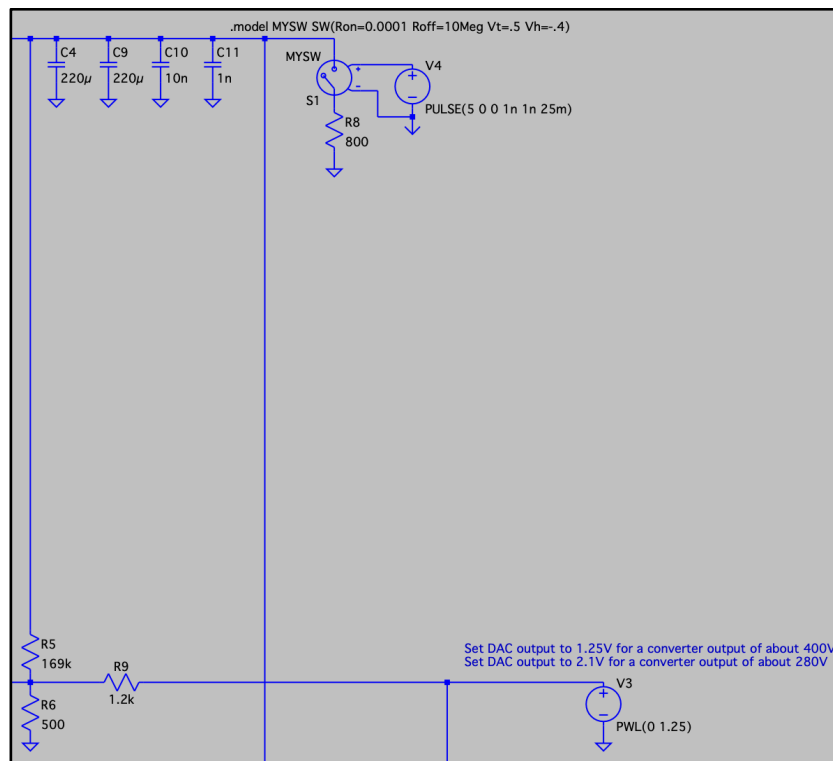 .model MYSW SW(Ron=0.0001 Roff=10Meg Vt=.5 Vh=-.4)
C4
220µ
C9
220µ
C10
10n
C11
1n
MYSW
S1
+
-
V4
+
-
PULSE(5 0 0 1n 1n 25m)
R8
800
R5
169k
R9
1.2k
R6
500
Set DAC output to 1.25V for a converter output of about 400V
Set DAC output to 2.1V for a converter output of about 280V
V3
+
-
PWL(0 1.25)